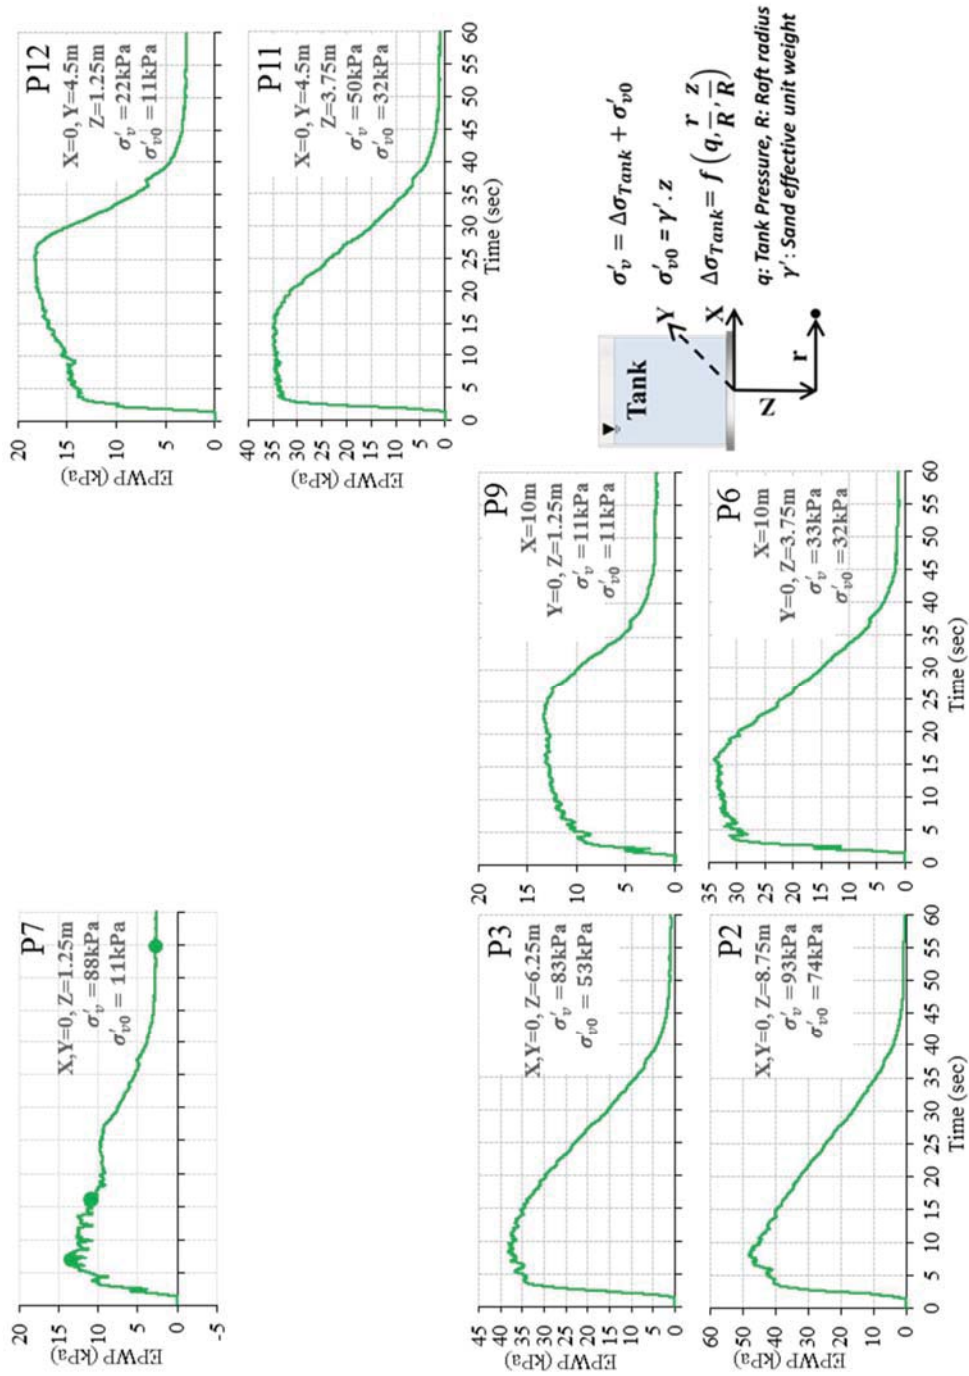 P7
X,Y=0, Z=1.25m
σ′v =88kPa
σ′v0 = 11kPa
EPWP (kPa)
20
15
10
5
0
-5
P12
X=0, Y=4.5m
Z=1.25m
σ′v =22kPa
σ′v0 =11kPa
EPWP (kPa)
20
15
10
5
0
P11
X=0, Y=4.5m
Z=3.75m
σ′v =50kPa
σ′v0 =32kPa
EPWP (kPa)
40
35
30
25
20
15
10
5
0
0 5 10 15 20 25 30 35 40 45 50 55 60
Time (sec)
P3
X,Y=0, Z=6.25m
σ′v =83kPa
σ′v0 = 53kPa
EPWP (kPa)
45
40
35
30
25
20
15
10
5
0
P9
X=10m
Y=0, Z=1.25m
σ′v =11kPa
σ′v0 =11kPa
EPWP (kPa)
20
15
10
5
0
P2
X,Y=0, Z=8.75m
σ′v =93kPa
σ′v0 =74kPa
EPWP (kPa)
60
50
40
30
20
10
0
0 5 10 15 20 25 30 35 40 45 50 55 60
Time (sec)
P6
X=10m
Y=0, Z=3.75m
σ′v =33kPa
σ′v0 =32kPa
EPWP (kPa)
35
30
25
20
15
10
5
0
0 5 10 15 20 25 30 35 40 45 50 55 60
Time (sec)
Tank
Y
X
Z
r
σ′v = ΔσTank + σ′v0
σ′v0 = γ′. z
ΔσTank = f (q, r/R, z/R)
q: Tank Pressure, R: Raft radius
γ′: Sand effective unit weight